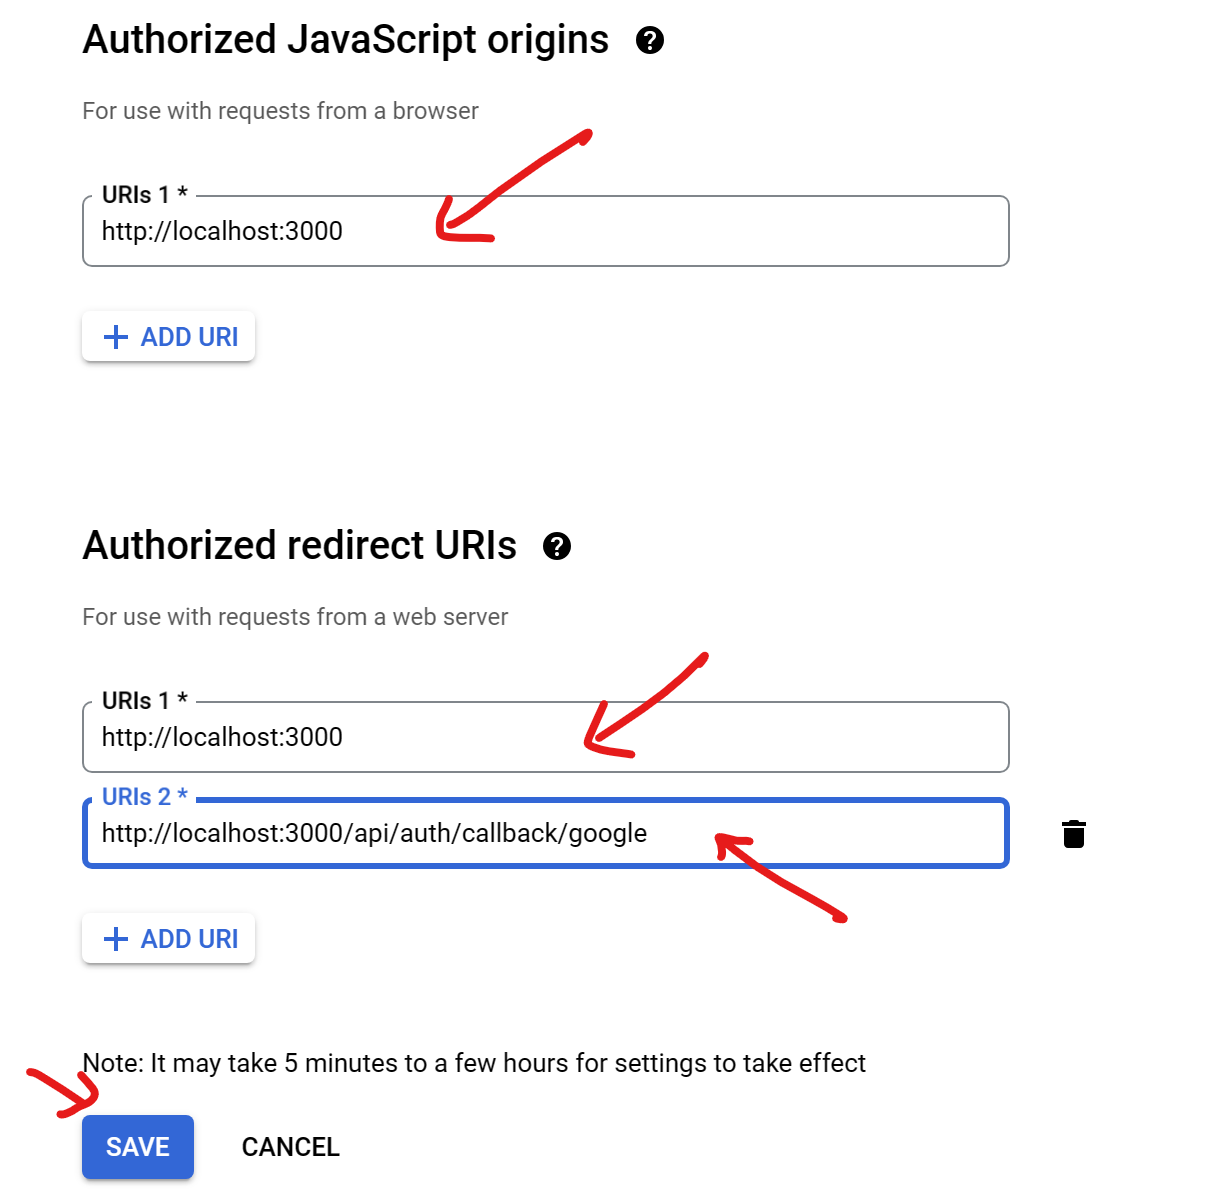 Authorized JavaScript origins
For use with requests from a browser
URIs 1 *
http://localhost:3000
ADD URI
Authorized redirect URIs
For use with requests from a web server
URIs 1 *
http://localhost:3000
URIs 2 *
http://localhost:3000/api/auth/callback/google
ADD URI
Note: It may take 5 minutes to a few hours for settings to take effect
SAVE CANCEL